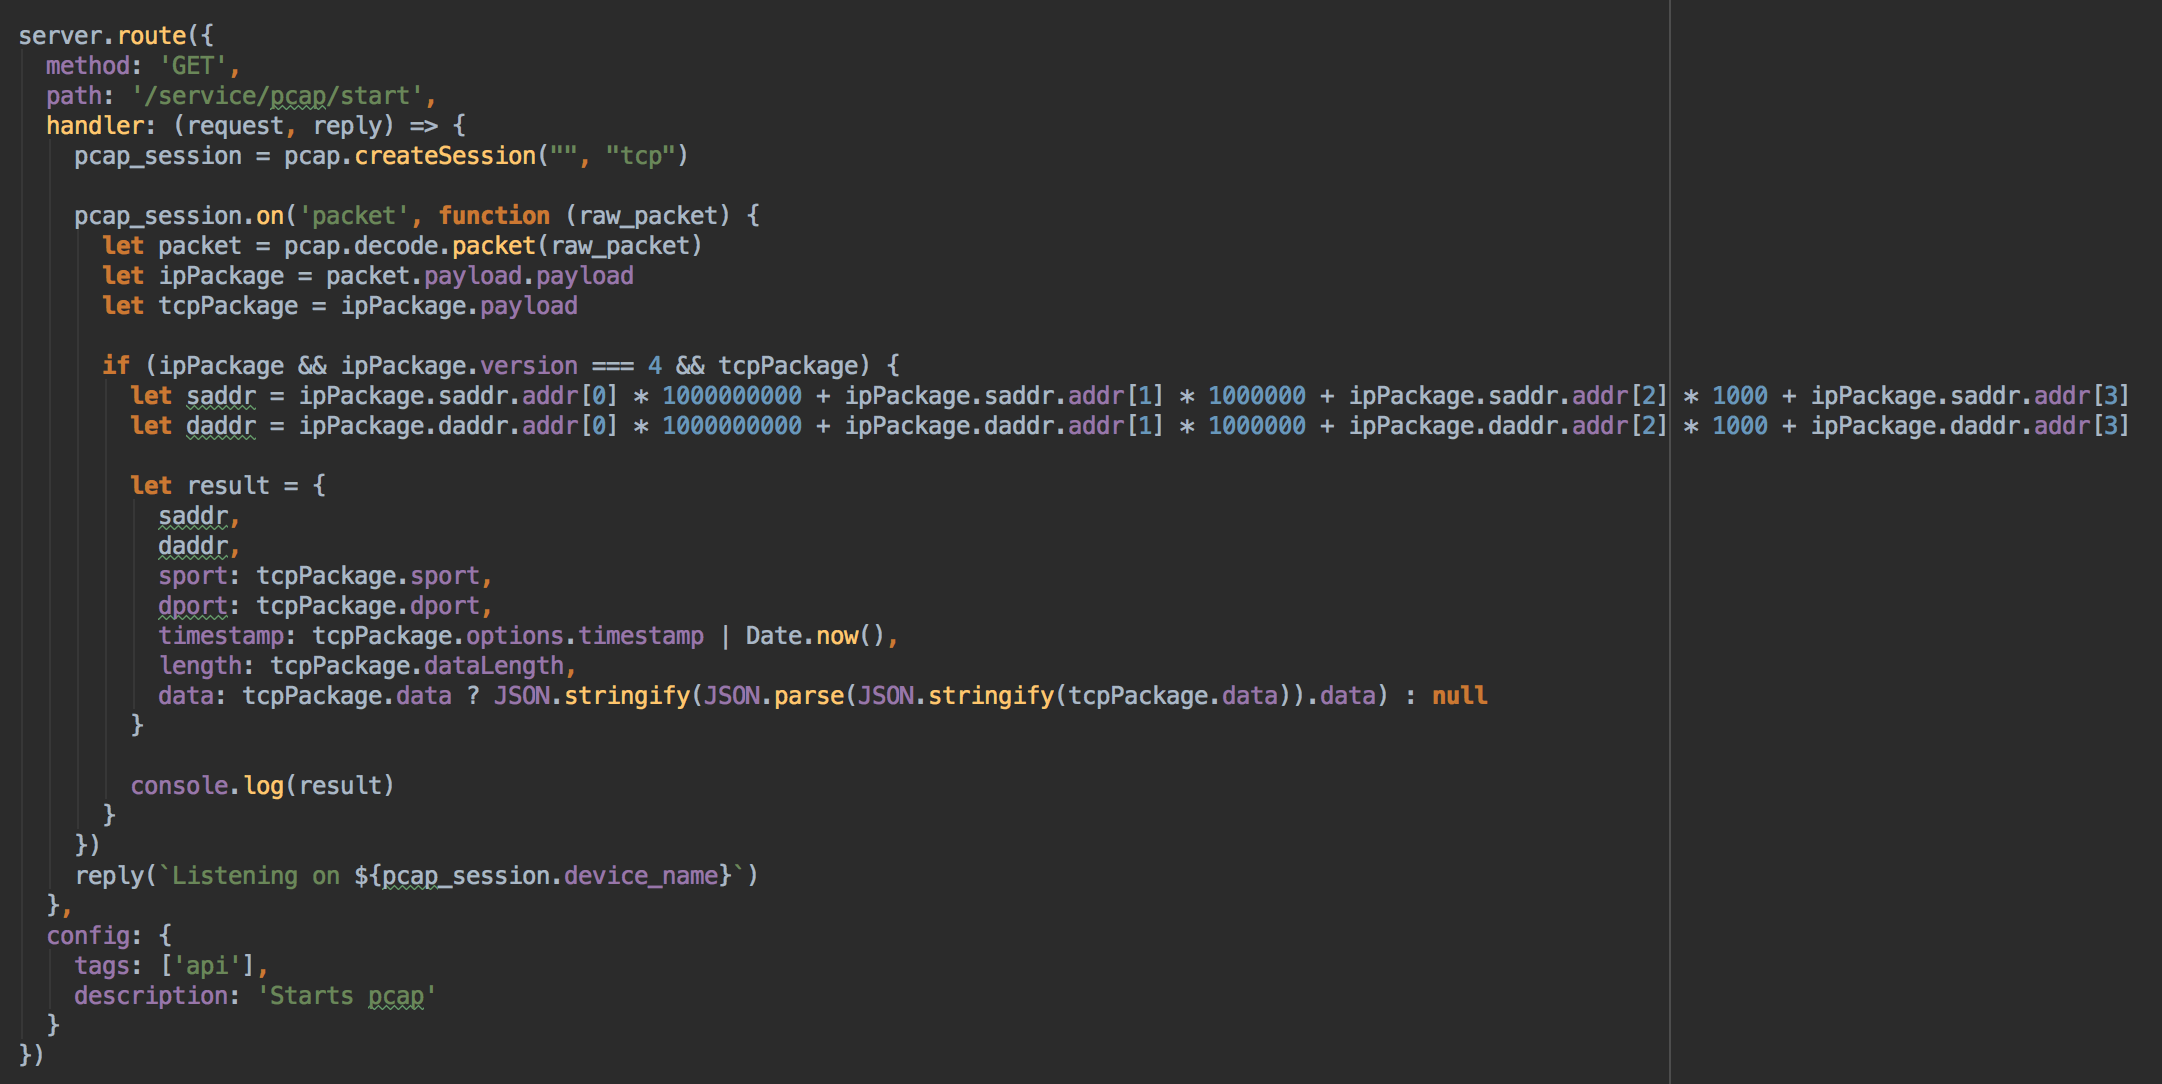 server.route({
  method: 'GET',
  path: '/service/pcap/start',
  handler: (request, reply) => {
    pcap_session = pcap.createSession("", "tcp")

    pcap_session.on('packet', function (raw_packet) {
      let packet = pcap.decode.packet(raw_packet)
      let ipPackage = packet.payload.payload
      let tcpPackage = ipPackage.payload

      if (ipPackage && ipPackage.version === 4 && tcpPackage) {
        let saddr = ipPackage.saddr.addr[0] * 1000000000 + ipPackage.saddr.addr[1] * 1000000 + ipPackage.saddr.addr[2] * 1000 + ipPackage.saddr.addr[3]
        let daddr = ipPackage.daddr.addr[0] * 1000000000 + ipPackage.daddr.addr[1] * 1000000 + ipPackage.daddr.addr[2] * 1000 + ipPackage.daddr.addr[3]

        let result = {
          saddr,
          daddr,
          sport: tcpPackage.sport,
          dport: tcpPackage.dport,
          timestamp: tcpPackage.options.timestamp | Date.now(),
          length: tcpPackage.dataLength,
          data: tcpPackage.data ? JSON.stringify(JSON.parse(JSON.stringify(tcpPackage.data)).data) : null
        }

        console.log(result)
      }
    })
    reply(`Listening on ${pcap_session.device_name}`)
  },
  config: {
    tags: ['api'],
    description: 'Starts pcap'
  }
})